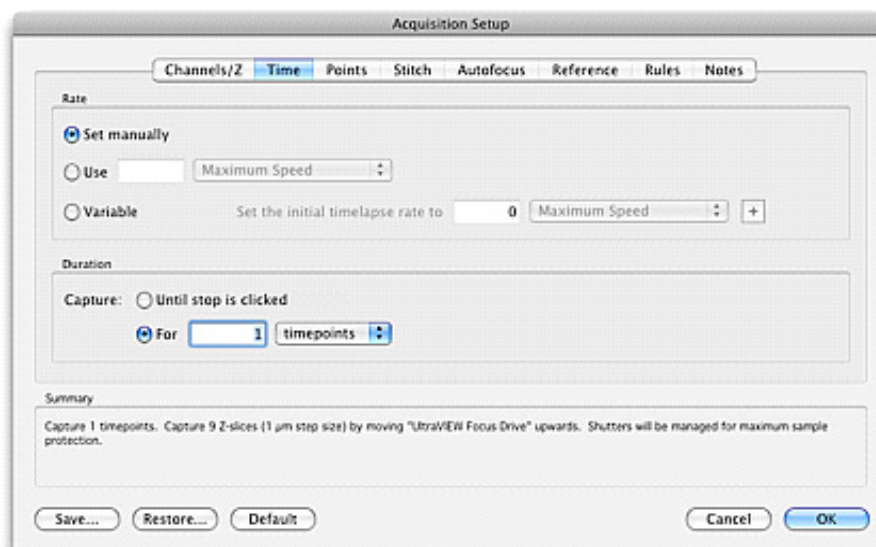 Acquisition Setup
Channels/Z Time Points Stitch Autofocus Reference Rules Notes
Rate
Set manually
Use Maximum Speed
Variable Set the initial timelapse rate to 0 Maximum Speed +
Duration
Capture: Until stop is clicked
For 1 timepoints
Summary
Capture 1 timepoints. Capture 9 Z-slices (1 µm step size) by moving "UltraVIEW Focus Drive" upwards. Shutters will be managed for maximum sample
protection.
Save... Restore... Default Cancel OK